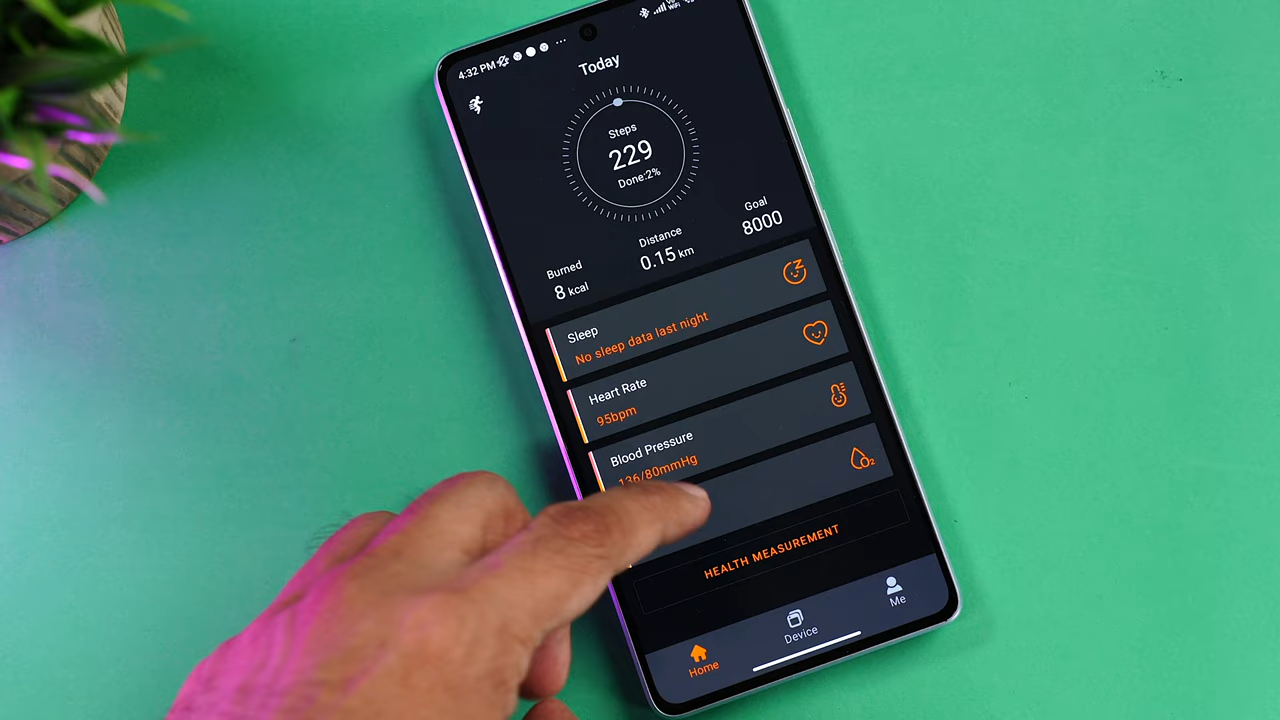 4:32 PM
Today
Steps
229
Done:2%
Burned
8 kcal
Distance
0.15 km
Goal
8000
Sleep
No sleep data last night
Heart Rate
95bpm
Blood Pressure
136/80mmHg
O2
HEALTH MEASUREMENT
Home
Device
Me